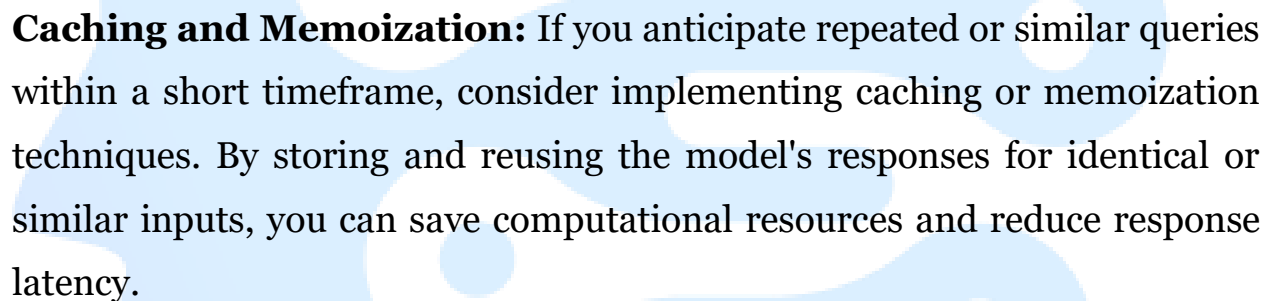 Caching and Memoization: If you anticipate repeated or similar queries
within a short timeframe, consider implementing caching or memoization
techniques. By storing and reusing the model's responses for identical or
similar inputs, you can save computational resources and reduce response
latency.